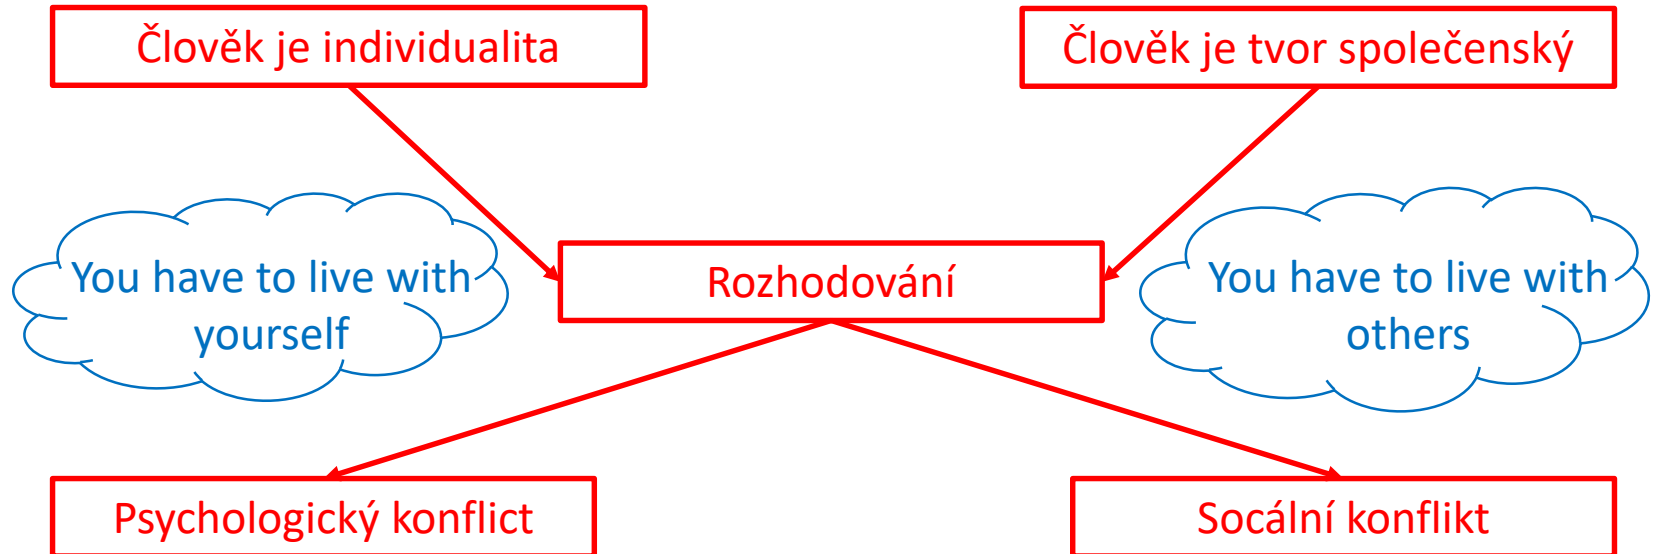 Člověk je individualita
Člověk je tvor společenský
You have to live with
yourself
Rozhodování
You have to live with
others
Psychologický konflict
Socální konflikt